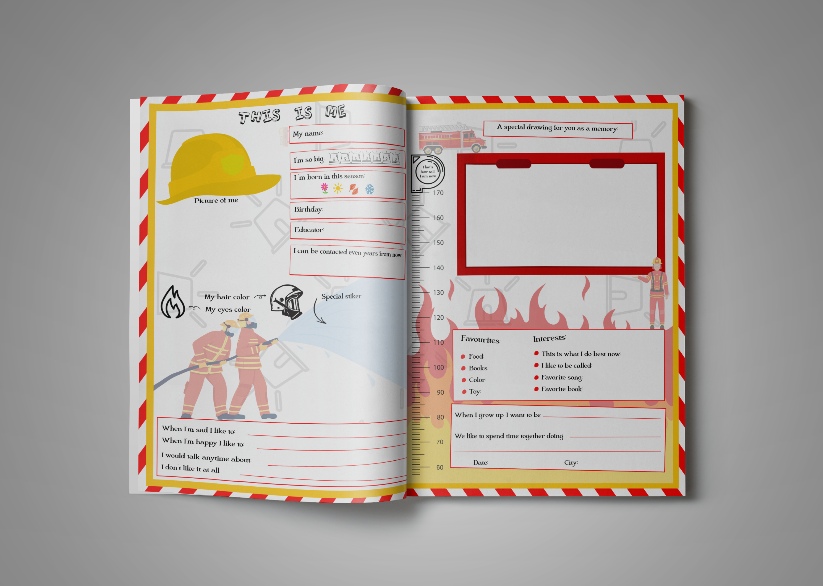 THIS IS ME
My name:
I'm so big
I'm born in this season:
Picture of me
Birthday:
Educator:
I can be contacted even years from now
My hair color
My eyes color
Special stiker
When I'm sad I like to
When I'm happy I like to
I would talk anytime about
I don't like it at all
A special drawing for you as a memory:
170
160
150
140
130
120
110
100
90
80
70
60
Favourites:
Food
Books
Color
Toy
Interests:
This is what I do best now
I like to be called
Favorite song
Favorite book
When I grow up I want to be
We like to spend time together doing
Date: City: